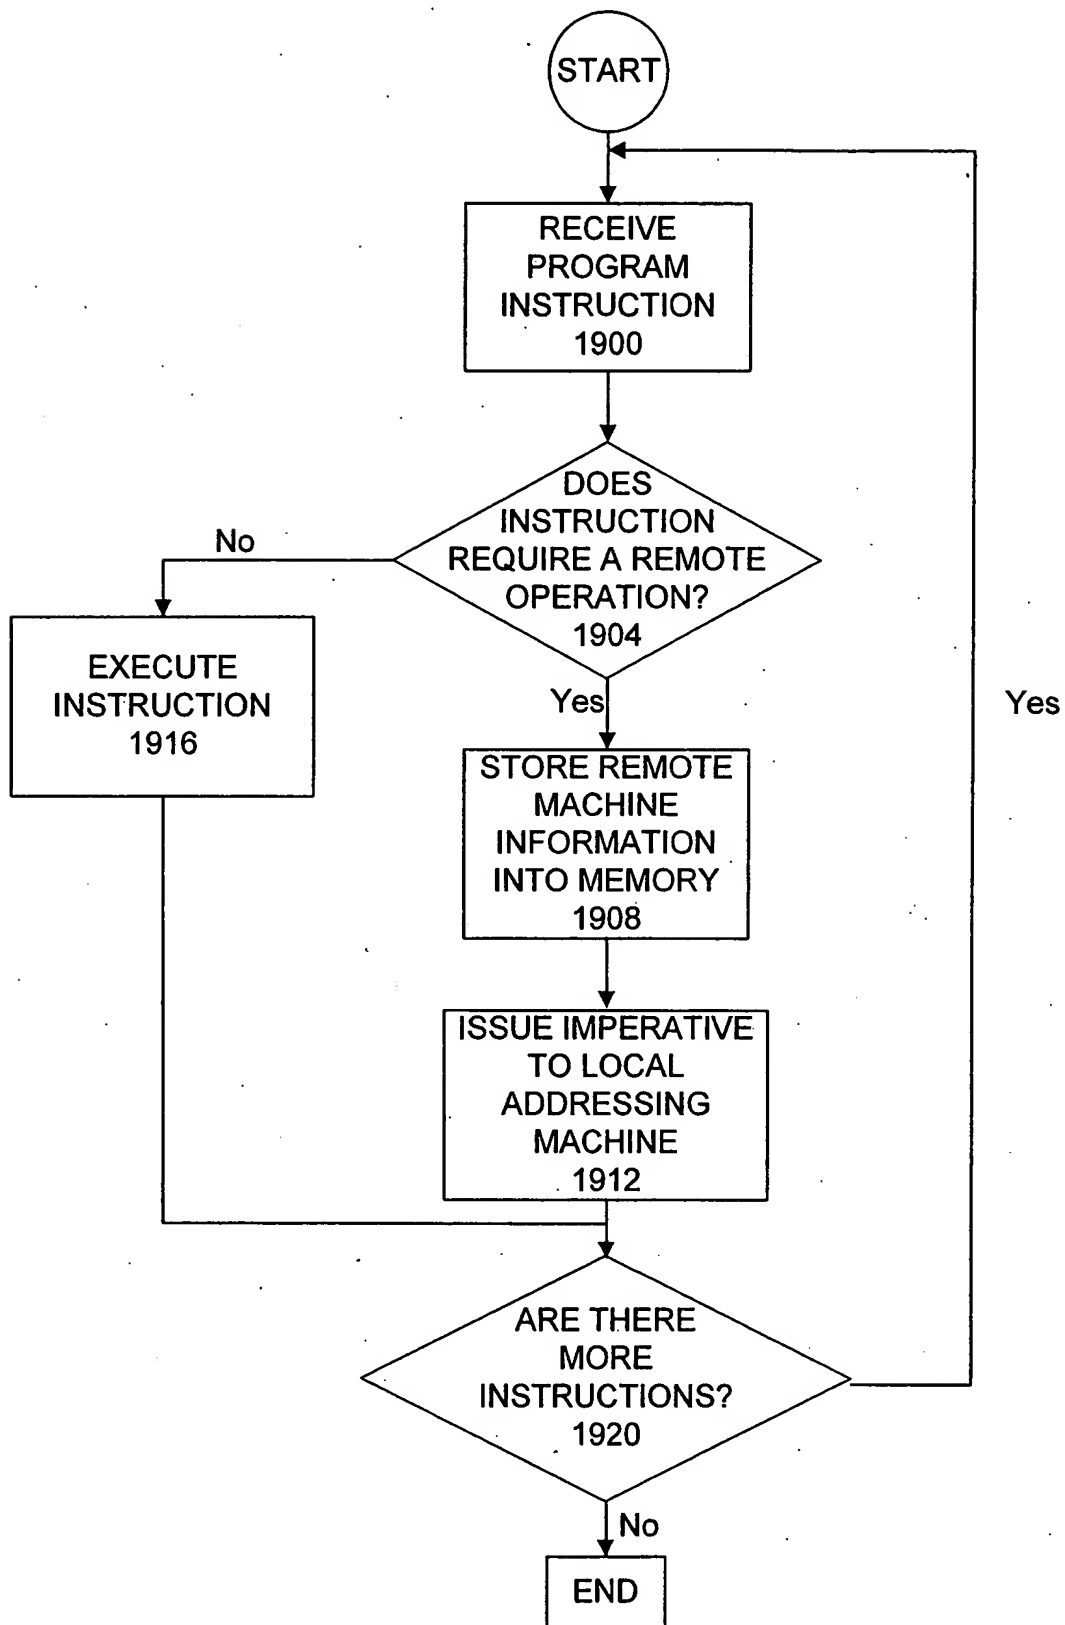 START
RECEIVE
PROGRAM
INSTRUCTION
1900
DOES
INSTRUCTION
REQUIRE A REMOTE
OPERATION?
1904
No
EXECUTE
INSTRUCTION
1916
Yes
Yes
STORE REMOTE
MACHINE
INFORMATION
INTO MEMORY
1908
ISSUE IMPERATIVE
TO LOCAL
ADDRESSING
MACHINE
1912
ARE THERE
MORE
INSTRUCTIONS?
1920
No
END